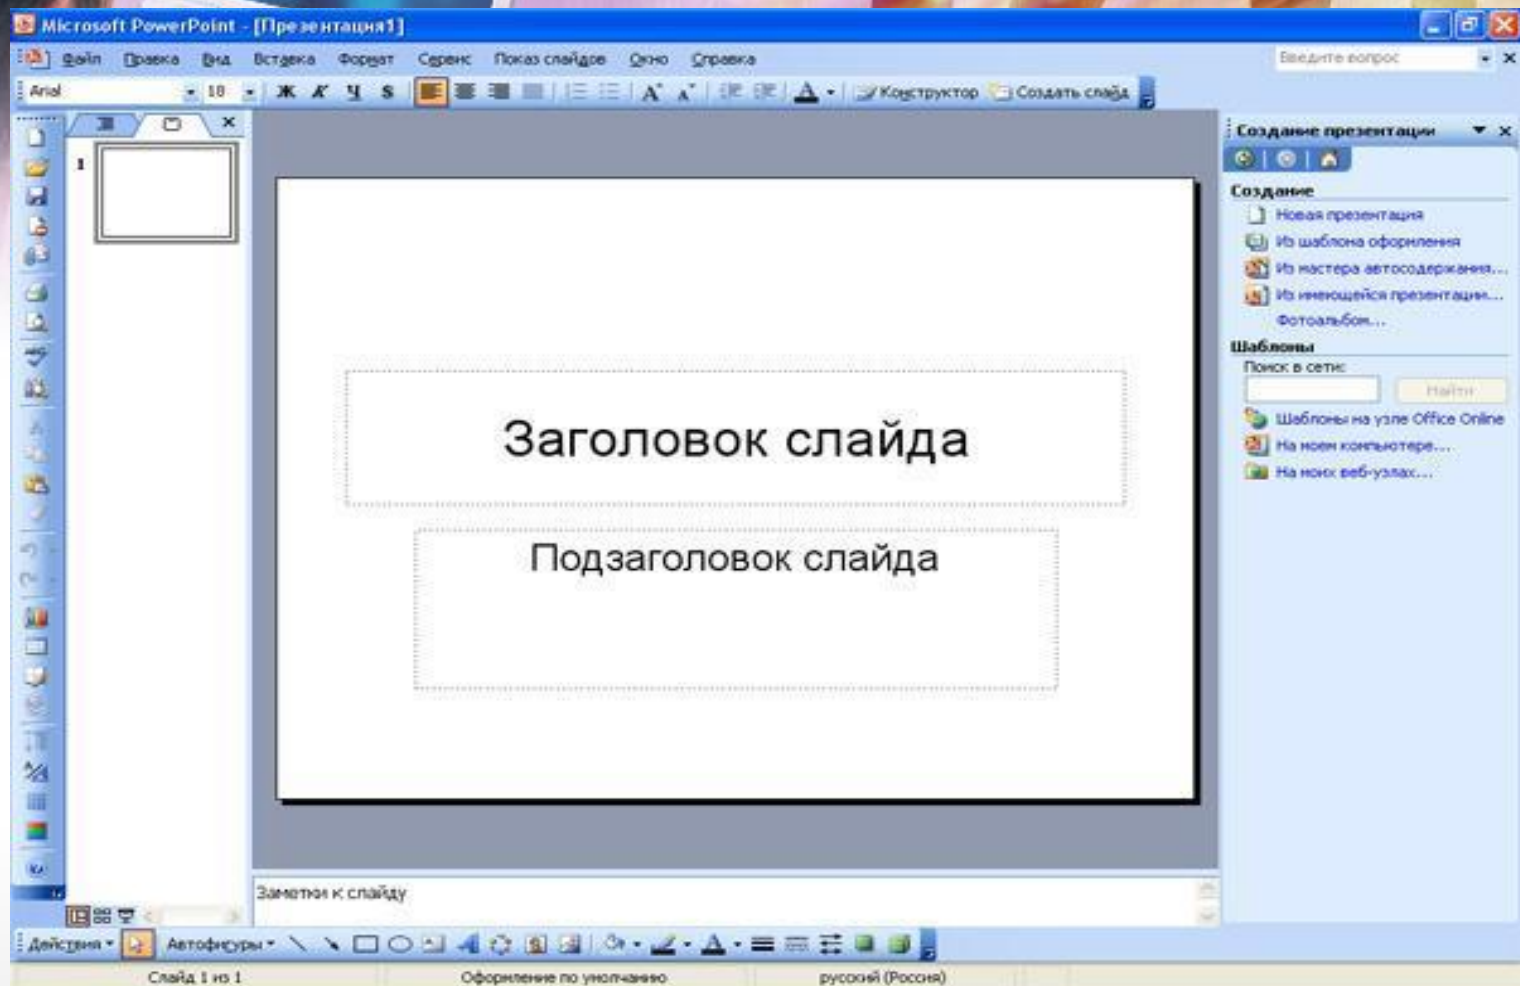 Microsoft PowerPoint - [Презентация1]
Файл Правка Вид Вставка Формат Сервис Показ слайдов Окно Справка Введите вопрос
Arial 18 Ж К Ч S Конструктор Создать слайд
Создание презентации
1
Создание
Новая презентация
Из шаблона оформления
Из мастера автосодержания...
Из имеющейся презентации...
Фотоальбом...
Шаблоны
Поиск в сети:
Найти
Шаблоны на узле Office Online
На моем компьютере...
На моих веб-узлах...
Заголовок слайда
Подзаголовок слайда
Заметки к слайду
Действия Автофигуры
Слайд 1 из 1 Оформление по умолчанию русский (Россия)